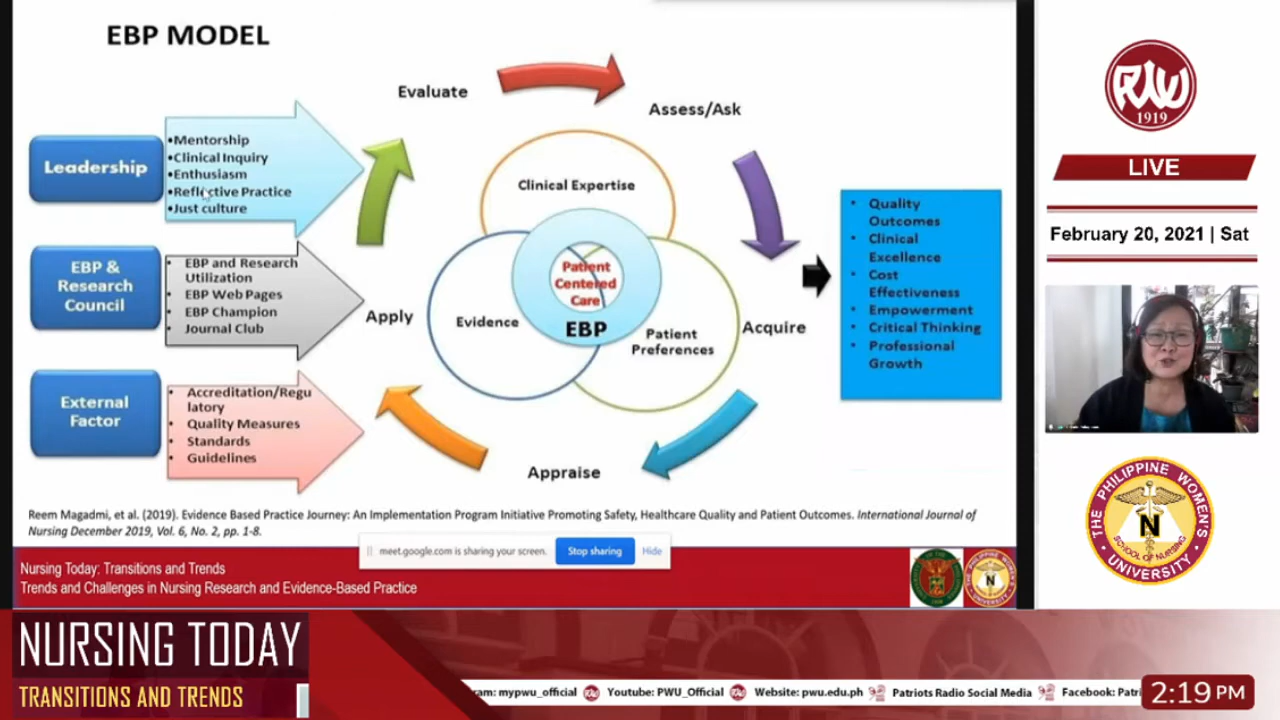 EBP MODEL
Evaluate
Assess/Ask
Leadership
•Mentorship
•Clinical Inquiry
•Enthusiasm
•Reflective Practice
•Just culture
Clinical Expertise
EBP &
Research
Council
• EBP and Research
Utilization
• EBP Web Pages
• EBP Champion
• Journal Club
Apply
Evidence
Patient
Centered
Care
EBP
Patient
Preferences
Acquire
• Quality
Outcomes
• Clinical
Excellence
• Cost
Effectiveness
• Empowerment
• Critical Thinking
• Professional
Growth
External
Factor
• Accreditation/Regu
latory
• Quality Measures
• Standards
• Guidelines
Appraise
Reem Magadmi, et al. (2019). Evidence Based Practice Journey: An Implementation Program Initiative Promoting Safety, Healthcare Quality and Patient Outcomes. International Journal of
Nursing December 2019, Vol. 6, No. 2, pp. 1-8.
meet.google.com is sharing your screen.
Stop sharing
Hide
Nursing Today: Transitions and Trends
Trends and Challenges in Nursing Research and Evidence-Based Practice
1919
LIVE
February 20, 2021 | Sat
THE PHILIPPINE WOMEN'S
UNIVERSITY
SCHOOL OF NURSING
N
NURSING TODAY
TRANSITIONS AND TRENDS
ram: mypwu_official
Youtube: PWU_Official
Website: pwu.edu.ph
Patriots Radio Social Media
Facebook: Patri
2:19 PM